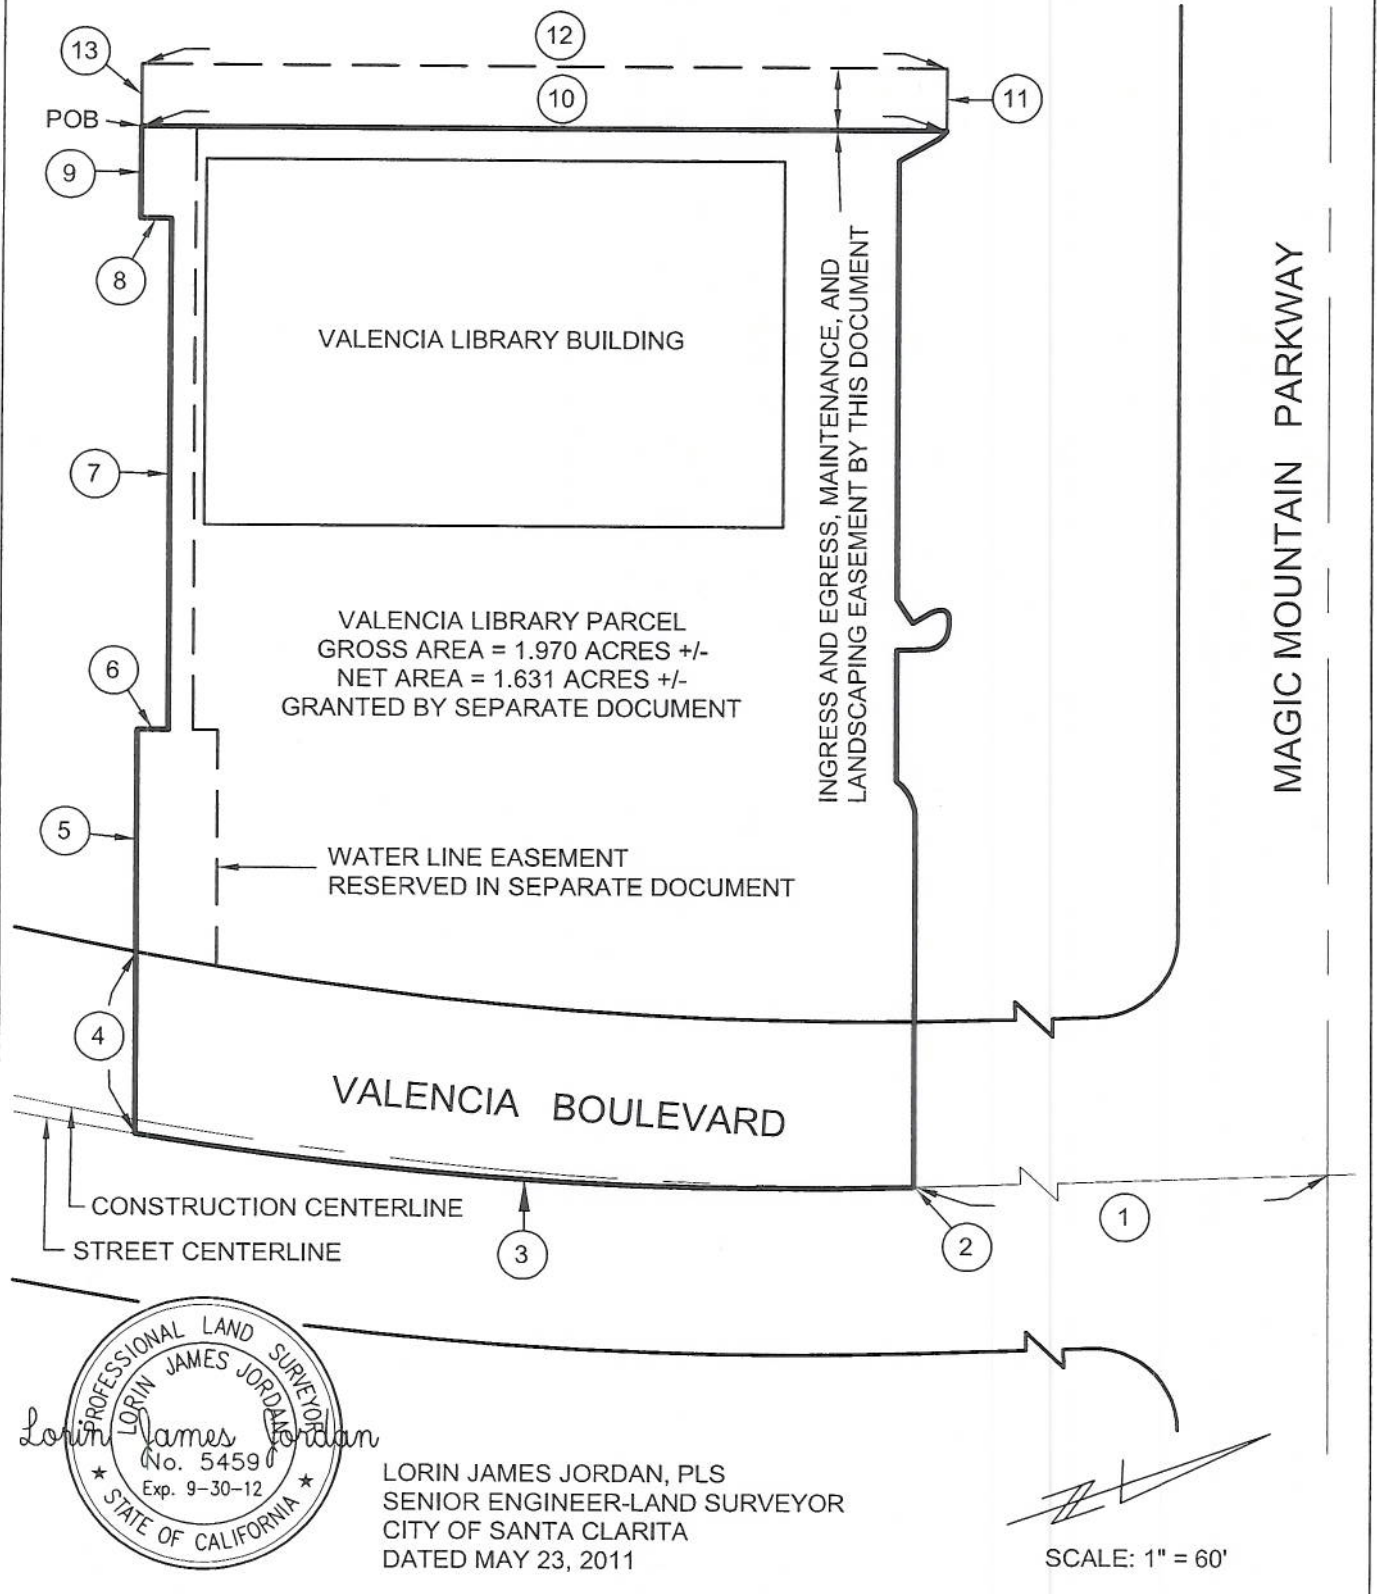 12
13
10
11
POB
9
8
VALENCIA LIBRARY BUILDING
INGRESS AND EGRESS, MAINTENANCE, AND
LANDSCAPING EASEMENT BY THIS DOCUMENT
MAGIC MOUNTAIN PARKWAY
7
VALENCIA LIBRARY PARCEL
GROSS AREA = 1.970 ACRES +/-
NET AREA = 1.631 ACRES +/-
GRANTED BY SEPARATE DOCUMENT
6
5
WATER LINE EASEMENT
RESERVED IN SEPARATE DOCUMENT
4
VALENCIA BOULEVARD
CONSTRUCTION CENTERLINE
STREET CENTERLINE
3
2
1
PROFESSIONAL LAND SURVEYOR
LORIN JAMES JORDAN
Lorin James Jordan
No. 5459
Exp. 9-30-12
★ STATE OF CALIFORNIA ★
LORIN JAMES JORDAN, PLS
SENIOR ENGINEER-LAND SURVEYOR
CITY OF SANTA CLARITA
DATED MAY 23, 2011
SCALE: 1" = 60'